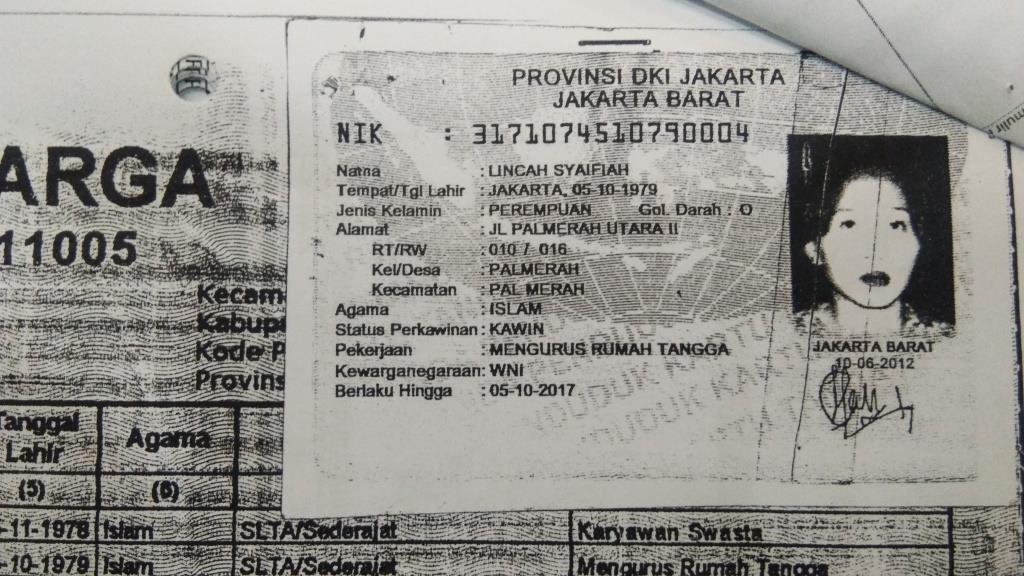 PROVINSI DKI JAKARTA
JAKARTA BARAT
NIK : 3171074510790004
Nama : LINCAH SYAIFIAH
Tempat/Tgl Lahir : JAKARTA, 05-10-1979
Jenis Kelamin : PEREMPUAN Gol. Darah : O
Alamat : JL PALMERAH UTARA II
RT/RW : 010 / 016
Kel/Desa : PALMERAH
Kecamatan : PAL MERAH
Agama : ISLAM
Status Perkawinan : KAWIN
Pekerjaan : MENGURUS RUMAH TANGGA
Kewarganegaraan: WNI
Berlaku Hingga : 05-10-2017
JAKARTA BARAT
10-06-2012
ARGA
11005
Kecam
Kabup
Kode P
Provins
Tanggal
Lahir
Agama
(5) (6)
-11-1978 Islam SLTA/Sederajat Karyawan Swasta
-10-1979 Islam SLTA/Sederajat Mengurus Rumah Tangga